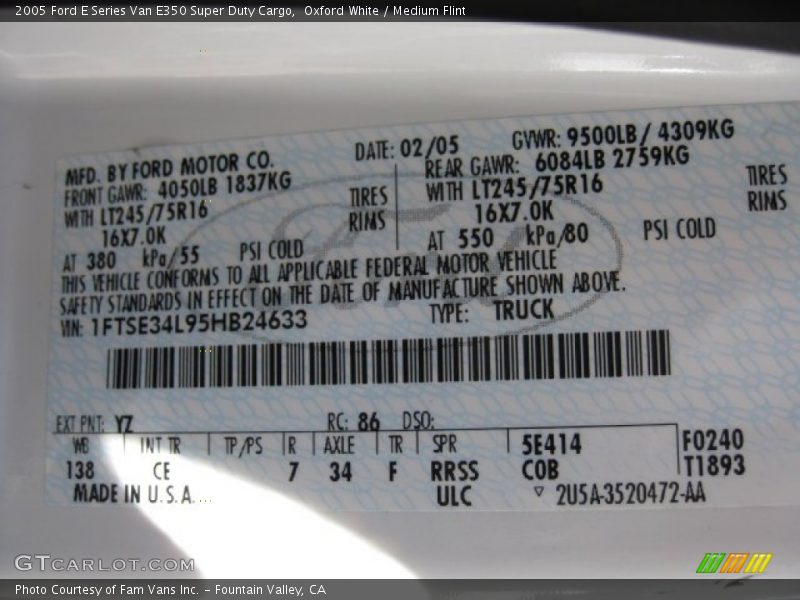 2005 Ford E Series Van E350 Super Duty Cargo,  Oxford White / Medium Flint
MFD. BY FORD MOTOR CO.
DATE: 02/05
GVWR: 9500LB / 4309KG
FRONT GAWR: 4050LB 1837KG
REAR GAWR: 6084LB 2759KG
WITH LT245/75R16
TIRES
WITH LT245/75R16
TIRES
16X7.0K
RIMS
16X7.0K
RIMS
AT 380 kPa/55 PSI COLD
AT 550 kPa/80 PSI COLD
THIS VEHICLE CONFORMS TO ALL APPLICABLE FEDERAL MOTOR VEHICLE
SAFETY STANDARDS IN EFFECT ON THE DATE OF MANUFACTURE SHOWN ABOVE.
VIN: 1FTSE34L95HB24633
TYPE: TRUCK
EXT PNT: YZ
RC: 86 DSO:
WB INT TR TP/PS R AXLE TR SPR 5E414
F0240
138 CE 7 34 F RRSS COB
T1893
MADE IN U.S.A....
ULC
▽ 2U5A-3520472-AA
GTCARLOT.COM
Photo Courtesy of Fam Vans Inc. – Fountain Valley, CA